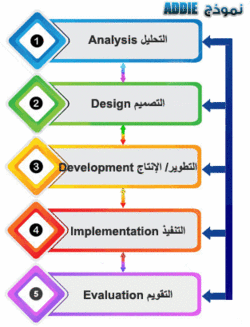 نموذج ADDIE
1
التحليل Analysis
2
التصميم Design
3
التطوير/ الإنتاج Development
4
التنفيذ Implementation
5
التقويم Evaluation